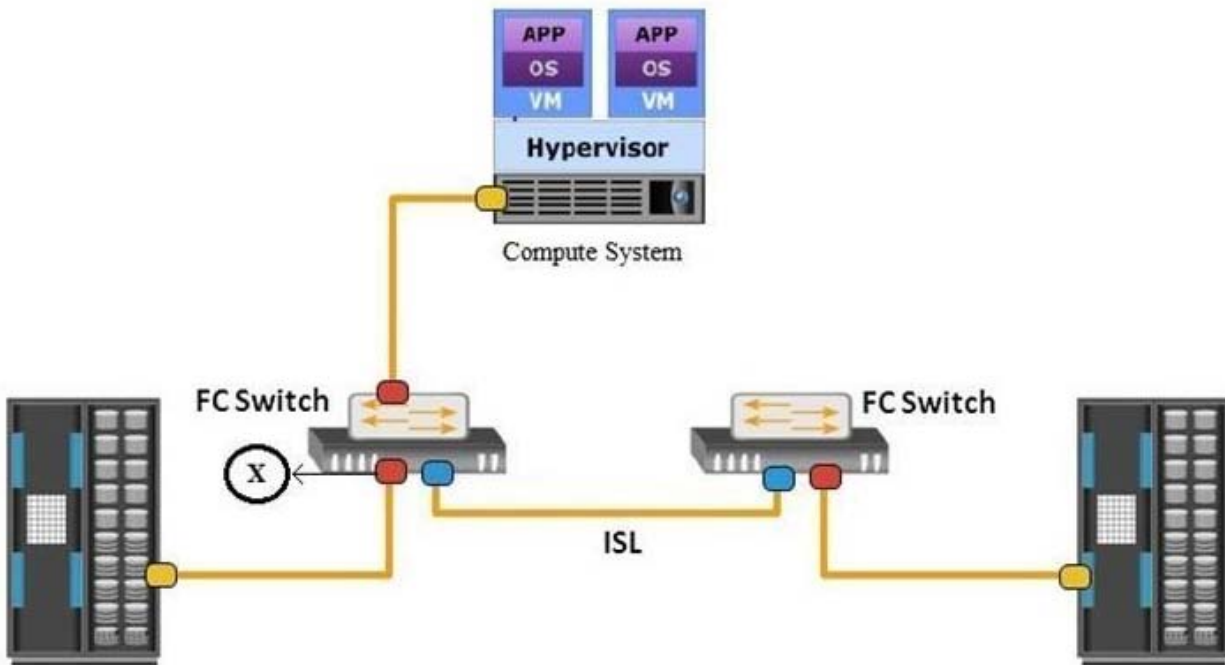 APP APP
OS OS
VM VM
Hypervisor
Compute System
FC Switch
FC Switch
X
ISL